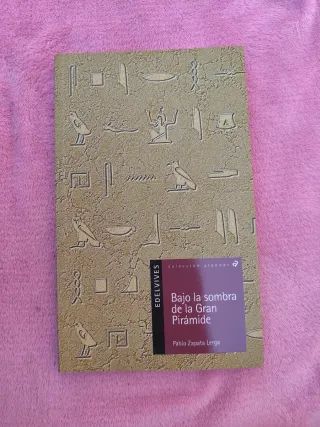 EDELVIVES
colección alandar
Bajo la sombra
de la Gran
Pirámide
Pablo Zapata Lerga